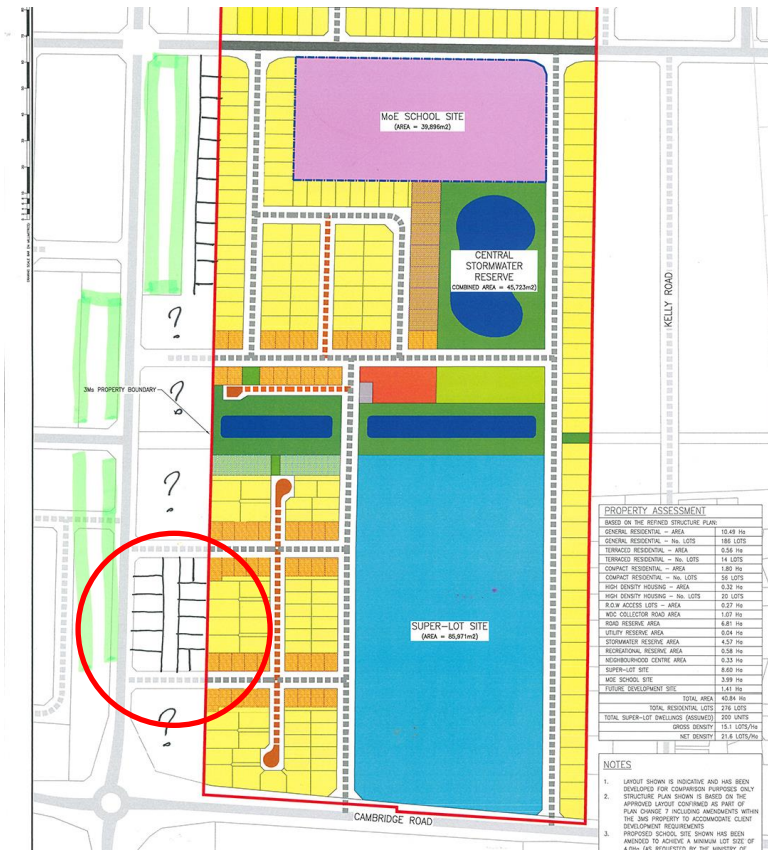 MoE SCHOOL SITE
(AREA = 39,896m2)
CENTRAL
STORMWATER
RESERVE
COMBINED AREA = 45,723m2)
KELLY ROAD
?
3Ms PROPERTY BOUNDARY
?
?
SUPER-LOT SITE
(AREA = 85,971m2)
?
CAMBRIDGE ROAD
PROPERTY ASSESSMENT
BASED ON THE REFINED STRUCTURE PLAN:
GENERAL RESIDENTIAL - AREA 10.49 Ha
GENERAL RESIDENTIAL - No. LOTS 186 LOTS
TERRACED RESIDENTIAL - AREA 0.56 Ha
TERRACED RESIDENTIAL - No. LOTS 14 LOTS
COMPACT RESIDENTIAL - AREA 1.80 Ha
COMPACT RESIDENTIAL - No. LOTS 56 LOTS
HIGH DENSITY HOUSING - AREA 0.32 Ha
HIGH DENSITY HOUSING - No. LOTS 20 LOTS
R.O.W ACCESS LOTS - AREA 0.27 Ha
WDC COLLECTOR ROAD AREA 1.07 Ha
ROAD RESERVE AREA 6.81 Ha
UTILITY RESERVE AREA 0.04 Ha
STORMWATER RESERVE AREA 4.57 Ha
RECREATIONAL RESERVE AREA 0.58 Ha
NEIGHBOURHOOD CENTRE AREA 0.33 Ha
SUPER-LOT SITE 8.60 Ha
MOE SCHOOL SITE 3.99 Ha
FUTURE DEVELOPMENT SITE 1.41 Ha
TOTAL AREA 40.84 Ha
TOTAL RESIDENTIAL LOTS 276 LOTS
TOTAL SUPER-LOT DWELLINGS (ASSUMED) 200 UNITS
GROSS DENSITY 15.1 LOTS/Ha
NET DENSITY 21.6 LOTS/Ha
NOTES
1. LAYOUT SHOWN IS INDICATIVE AND HAS BEEN
DEVELOPED FOR COMPARISON PURPOSES ONLY
2. STRUCTURE PLAN SHOWN IS BASED ON THE
APPROVED LAYOUT CONFIRMED AS PART OF
PLAN CHANGE 7 INCLUDING AMENDMENTS WITHIN
THE 3MS PROPERTY TO ACCOMMODATE CLIENT
DEVELOPMENT REQUIREMENTS
3. PROPOSED SCHOOL SITE SHOWN HAS BEEN
AMENDED TO ACHIEVE A MINIMUM LOT SIZE OF
4.0Ha (AS REQUESTED BY THE MINISTRY OF